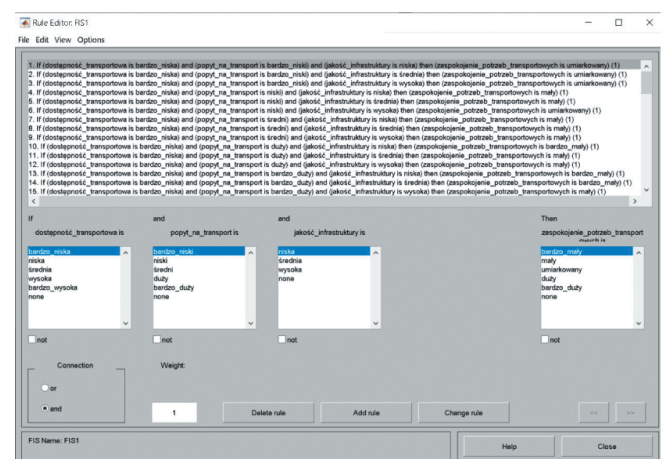 Rule Editor: FIS1
File Edit View Options
1. If (dostępność_transportowa is bardzo_niska) and (popyt_na_transport is bardzo_niski) and (jakość_infrastruktury is niska) then (zaspokojenie_potrzeb_transportowych is umiarkowany) (1)
2. If (dostępność_transportowa is bardzo_niska) and (popyt_na_transport is bardzo_niski) and (jakość_infrastruktury is średnia) then (zaspokojenie_potrzeb_transportowych is umiarkowany) (1)
3. If (dostępność_transportowa is bardzo_niska) and (popyt_na_transport is bardzo_niski) and (jakość_infrastruktury is wysoka) then (zaspokojenie_potrzeb_transportowych is umiarkowany) (1)
4. If (dostępność_transportowa is bardzo_niska) and (popyt_na_transport is niski) and (jakość_infrastruktury is niska) then (zaspokojenie_potrzeb_transportowych is mały) (1)
5. If (dostępność_transportowa is bardzo_niska) and (popyt_na_transport is niski) and (jakość_infrastruktury is średnia) then (zaspokojenie_potrzeb_transportowych is mały) (1)
6. If (dostępność_transportowa is bardzo_niska) and (popyt_na_transport is niski) and (jakość_infrastruktury is wysoka) then (zaspokojenie_potrzeb_transportowych is umiarkowany) (1)
7. If (dostępność_transportowa is bardzo_niska) and (popyt_na_transport is średni) and (jakość_infrastruktury is niska) then (zaspokojenie_potrzeb_transportowych is mały) (1)
8. If (dostępność_transportowa is bardzo_niska) and (popyt_na_transport is średni) and (jakość_infrastruktury is średnia) then (zaspokojenie_potrzeb_transportowych is mały) (1)
9. If (dostępność_transportowa is bardzo_niska) and (popyt_na_transport is średni) and (jakość_infrastruktury is wysoka) then (zaspokojenie_potrzeb_transportowych is mały) (1)
10. If (dostępność_transportowa is bardzo_niska) and (popyt_na_transport is duży) and (jakość_infrastruktury is niska) then (zaspokojenie_potrzeb_transportowych is bardzo_mały) (1)
11. If (dostępność_transportowa is bardzo_niska) and (popyt_na_transport is duży) and (jakość_infrastruktury is średnia) then (zaspokojenie_potrzeb_transportowych is mały) (1)
12. If (dostępność_transportowa is bardzo_niska) and (popyt_na_transport is duży) and (jakość_infrastruktury is wysoka) then (zaspokojenie_potrzeb_transportowych is mały) (1)
13. If (dostępność_transportowa is bardzo_niska) and (popyt_na_transport is bardzo_duży) and (jakość_infrastruktury is niska) then (zaspokojenie_potrzeb_transportowych is bardzo_mały) (1)
14. If (dostępność_transportowa is bardzo_niska) and (popyt_na_transport is bardzo_duży) and (jakość_infrastruktury is średnia) then (zaspokojenie_potrzeb_transportowych is bardzo_mały) (1)
15. If (dostępność_transportowa is bardzo_niska) and (popyt_na_transport is bardzo_duży) and (jakość_infrastruktury is wysoka) then (zaspokojenie_potrzeb_transportowych is mały) (1)
If and and Then
dostępność_transportowa is popyt_na_transport is jakość_infrastruktury is zaspokojenie_potrzeb_transport
owych is
bardzo_niska bardzo_niski niska bardzo_mały
niska niski średnia mały
średnia średni wysoka umiarkowany
wysoka duży none duży
bardzo_wysoka bardzo_duży bardzo_duży
none none none
not not not not
Connection Weight:
or
and 1 Delete rule Add rule Change rule << >>
FIS Name: FIS1 Help Close